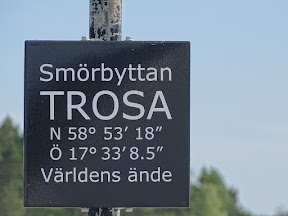 Smörbyttan
TROSA
N 58° 53’ 18”
Ö 17° 33’ 8.5”
Världens ände